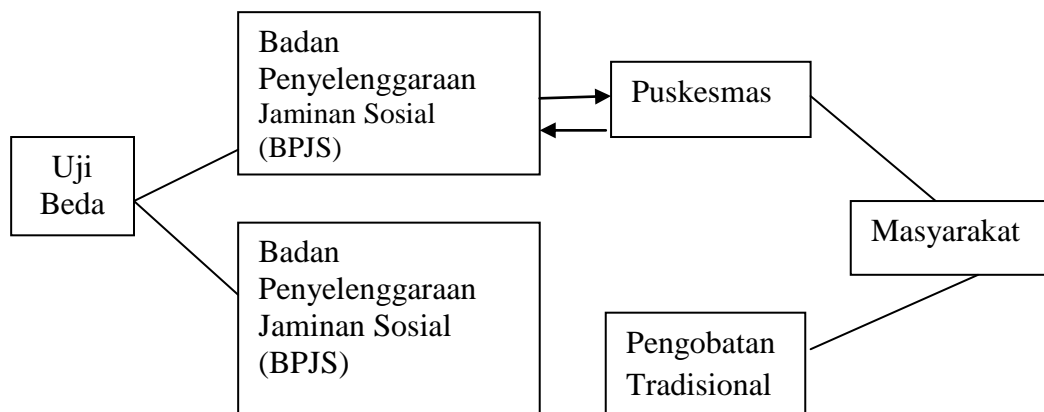 Badan
Penyelenggaraan
Jaminan Sosial
(BPJS)
Puskesmas
Uji
Beda
Masyarakat
Badan
Penyelenggaraan
Jaminan Sosial
(BPJS)
Pengobatan
Tradisional